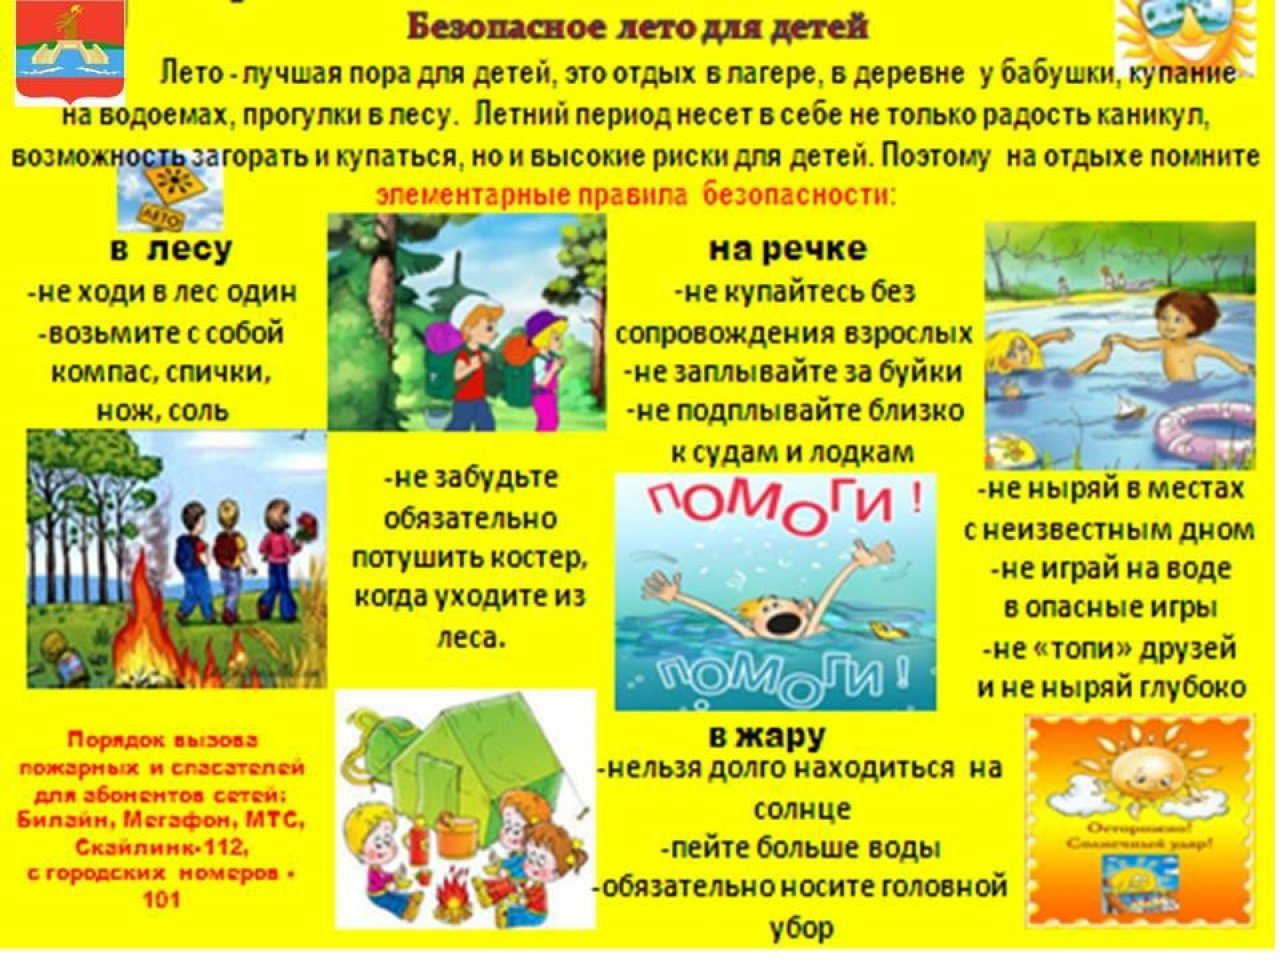 Безопасное лето для детей
Лето - лучшая пора для детей, это отдых в лагере, в деревне у бабушки, купание
на водоемах, прогулки в лесу. Летний период несет в себе не только радость каникул,
возможность загорать и купаться, но и высокие риски для детей. Поэтому на отдыхе помните
элементарные правила безопасности:
ЛЕТО
в лесу
-не ходи в лес один
-возьмите с собой
компас, спички,
нож, соль
-не забудьте
обязательно
потушить костер,
когда уходите из
леса.
на речке
-не купайтесь без
сопровождения взрослых
-не заплывайте за буйки
-не подплывайте близко
к судам и лодкам
ПОМОГИ !
ПОМОГИ !
-не ныряй в местах
с неизвестным дном
-не играй на воде
в опасные игры
-не «топи» друзей
и не ныряй глубоко
Порядок вызова
пожарных и спасателей
для абонентов сетей:
Билайн, Мегафон, МТС,
Скайлинк-112,
с городских номеров -
101
в жару
-нельзя долго находиться на
солнце
-пейте больше воды
-обязательно носите головной
убор
Осторожно!
Солнечный удар!